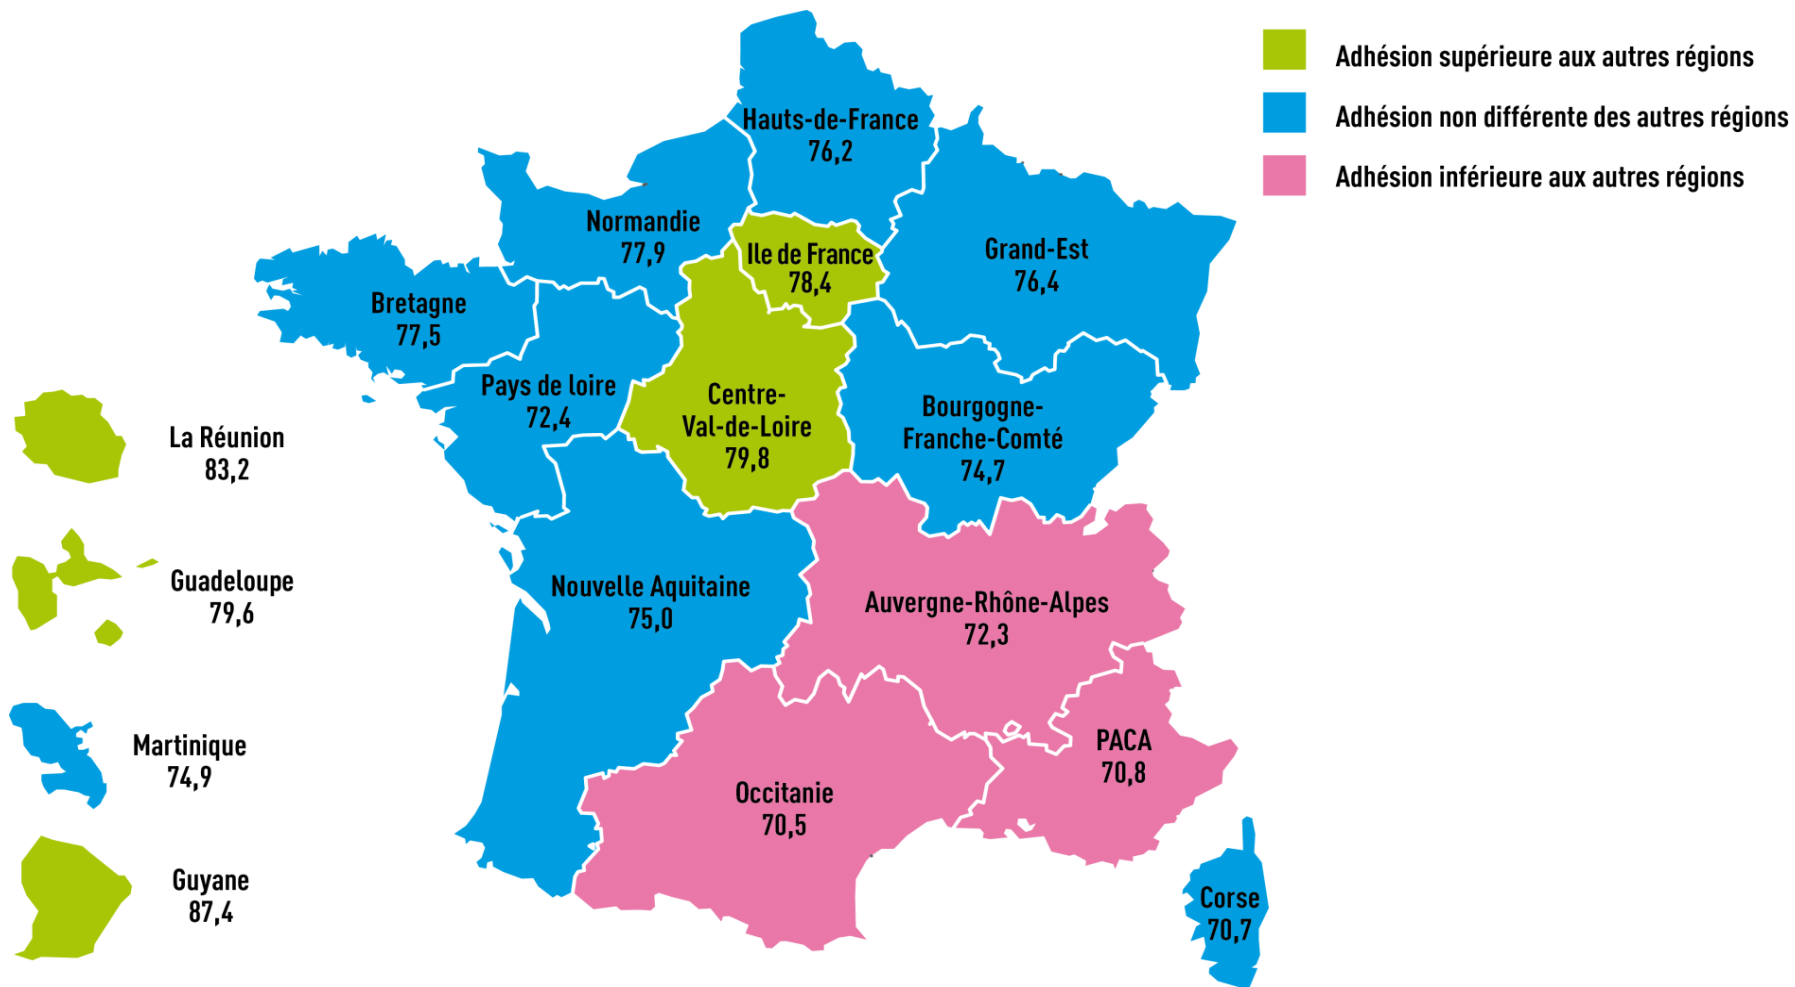 Adhésion supérieure aux autres régions
Adhésion non différente des autres régions
Adhésion inférieure aux autres régions
Hauts-de-France
76,2
Normandie
77,9
Ile de France
78,4
Grand-Est
76,4
Bretagne
77,5
Pays de loire
72,4
Centre-
Val-de-Loire
79,8
Bourgogne-
Franche-Comté
74,7
La Réunion
83,2
Guadeloupe
79,6
Nouvelle Aquitaine
75,0
Auvergne-Rhône-Alpes
72,3
Martinique
74,9
PACA
70,8
Occitanie
70,5
Guyane
87,4
Corse
70,7